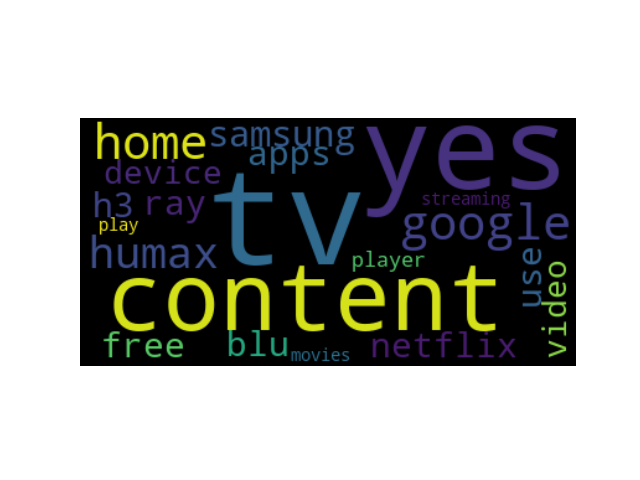 home samsung yes
apps
device
tv
h3 ray streaming
play google
humax player
content use video
free blu netflix
movies